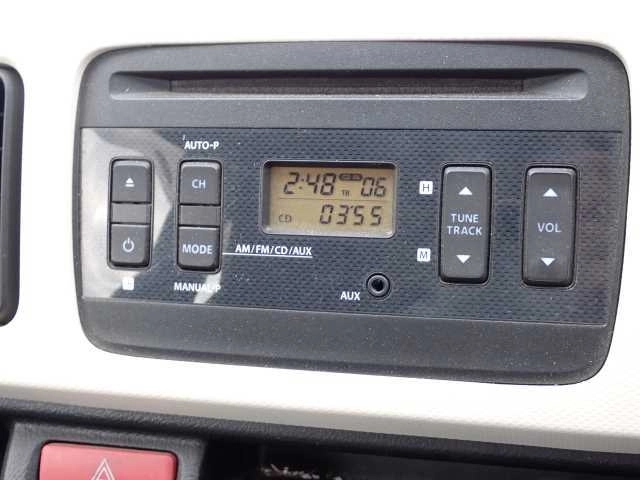 AUTO-P
CH
MODE
AM/FM/CD/AUX
MANUAL-P
2:48 TR 06
CD 03'55
AUX
H
M
TUNE
TRACK
VOL